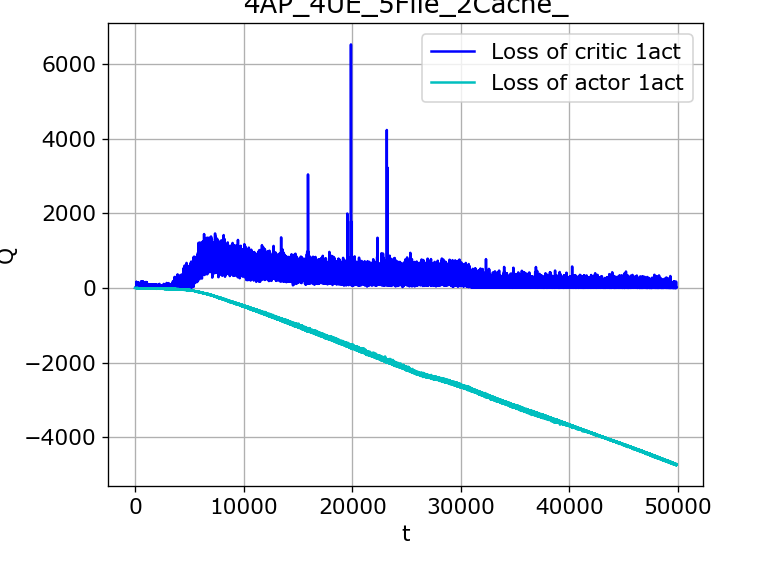 4AP_4UE_5File_2Cache_
Loss of critic 1act
Loss of actor 1act
6000
4000
2000
0
−2000
−4000
Q
0 10000 20000 30000 40000 50000
t